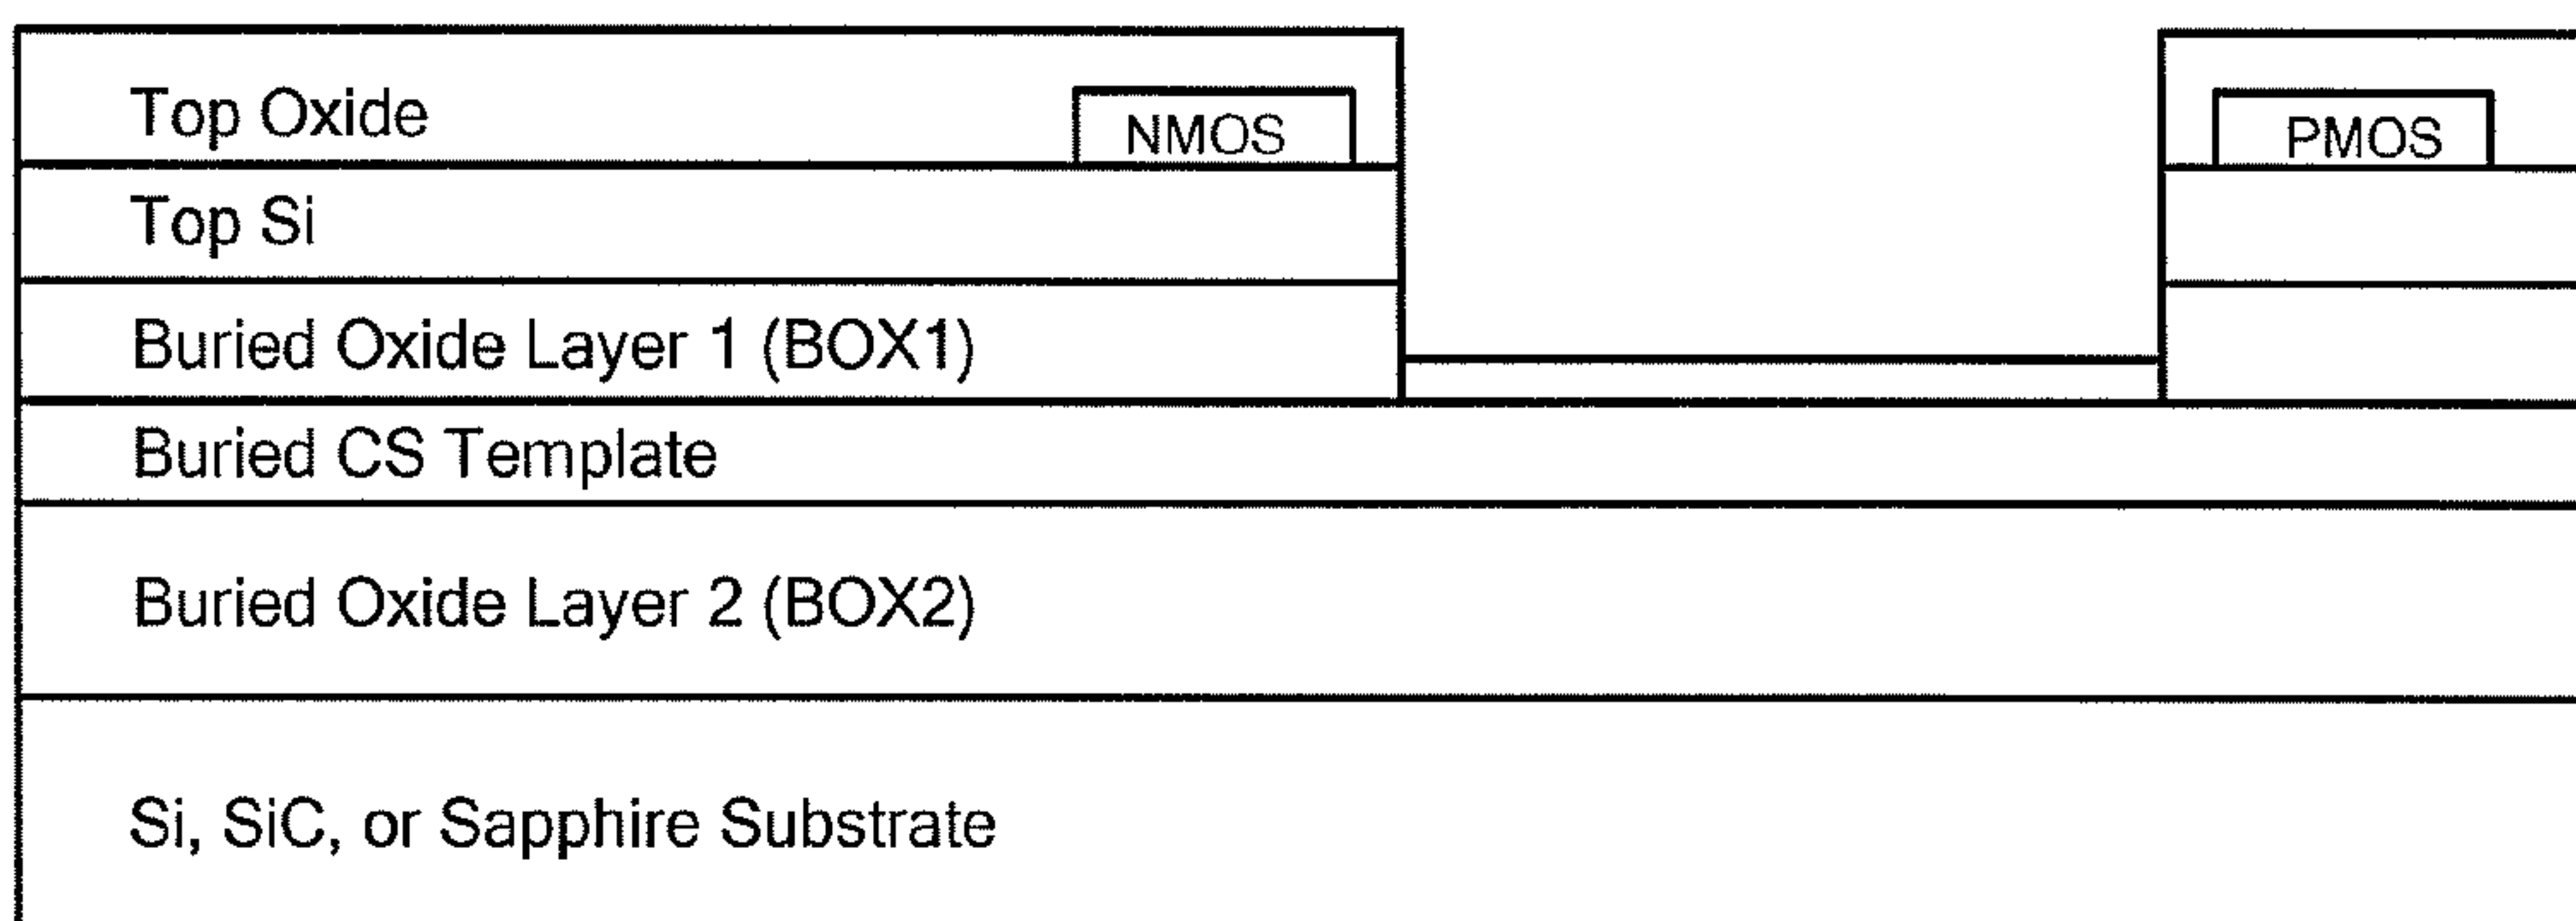 Top Oxide
NMOS
PMOS
Top Si
Buried Oxide Layer 1 (BOX1)
Buried CS Template
Buried Oxide Layer 2 (BOX2)
Si, SiC, or Sapphire Substrate